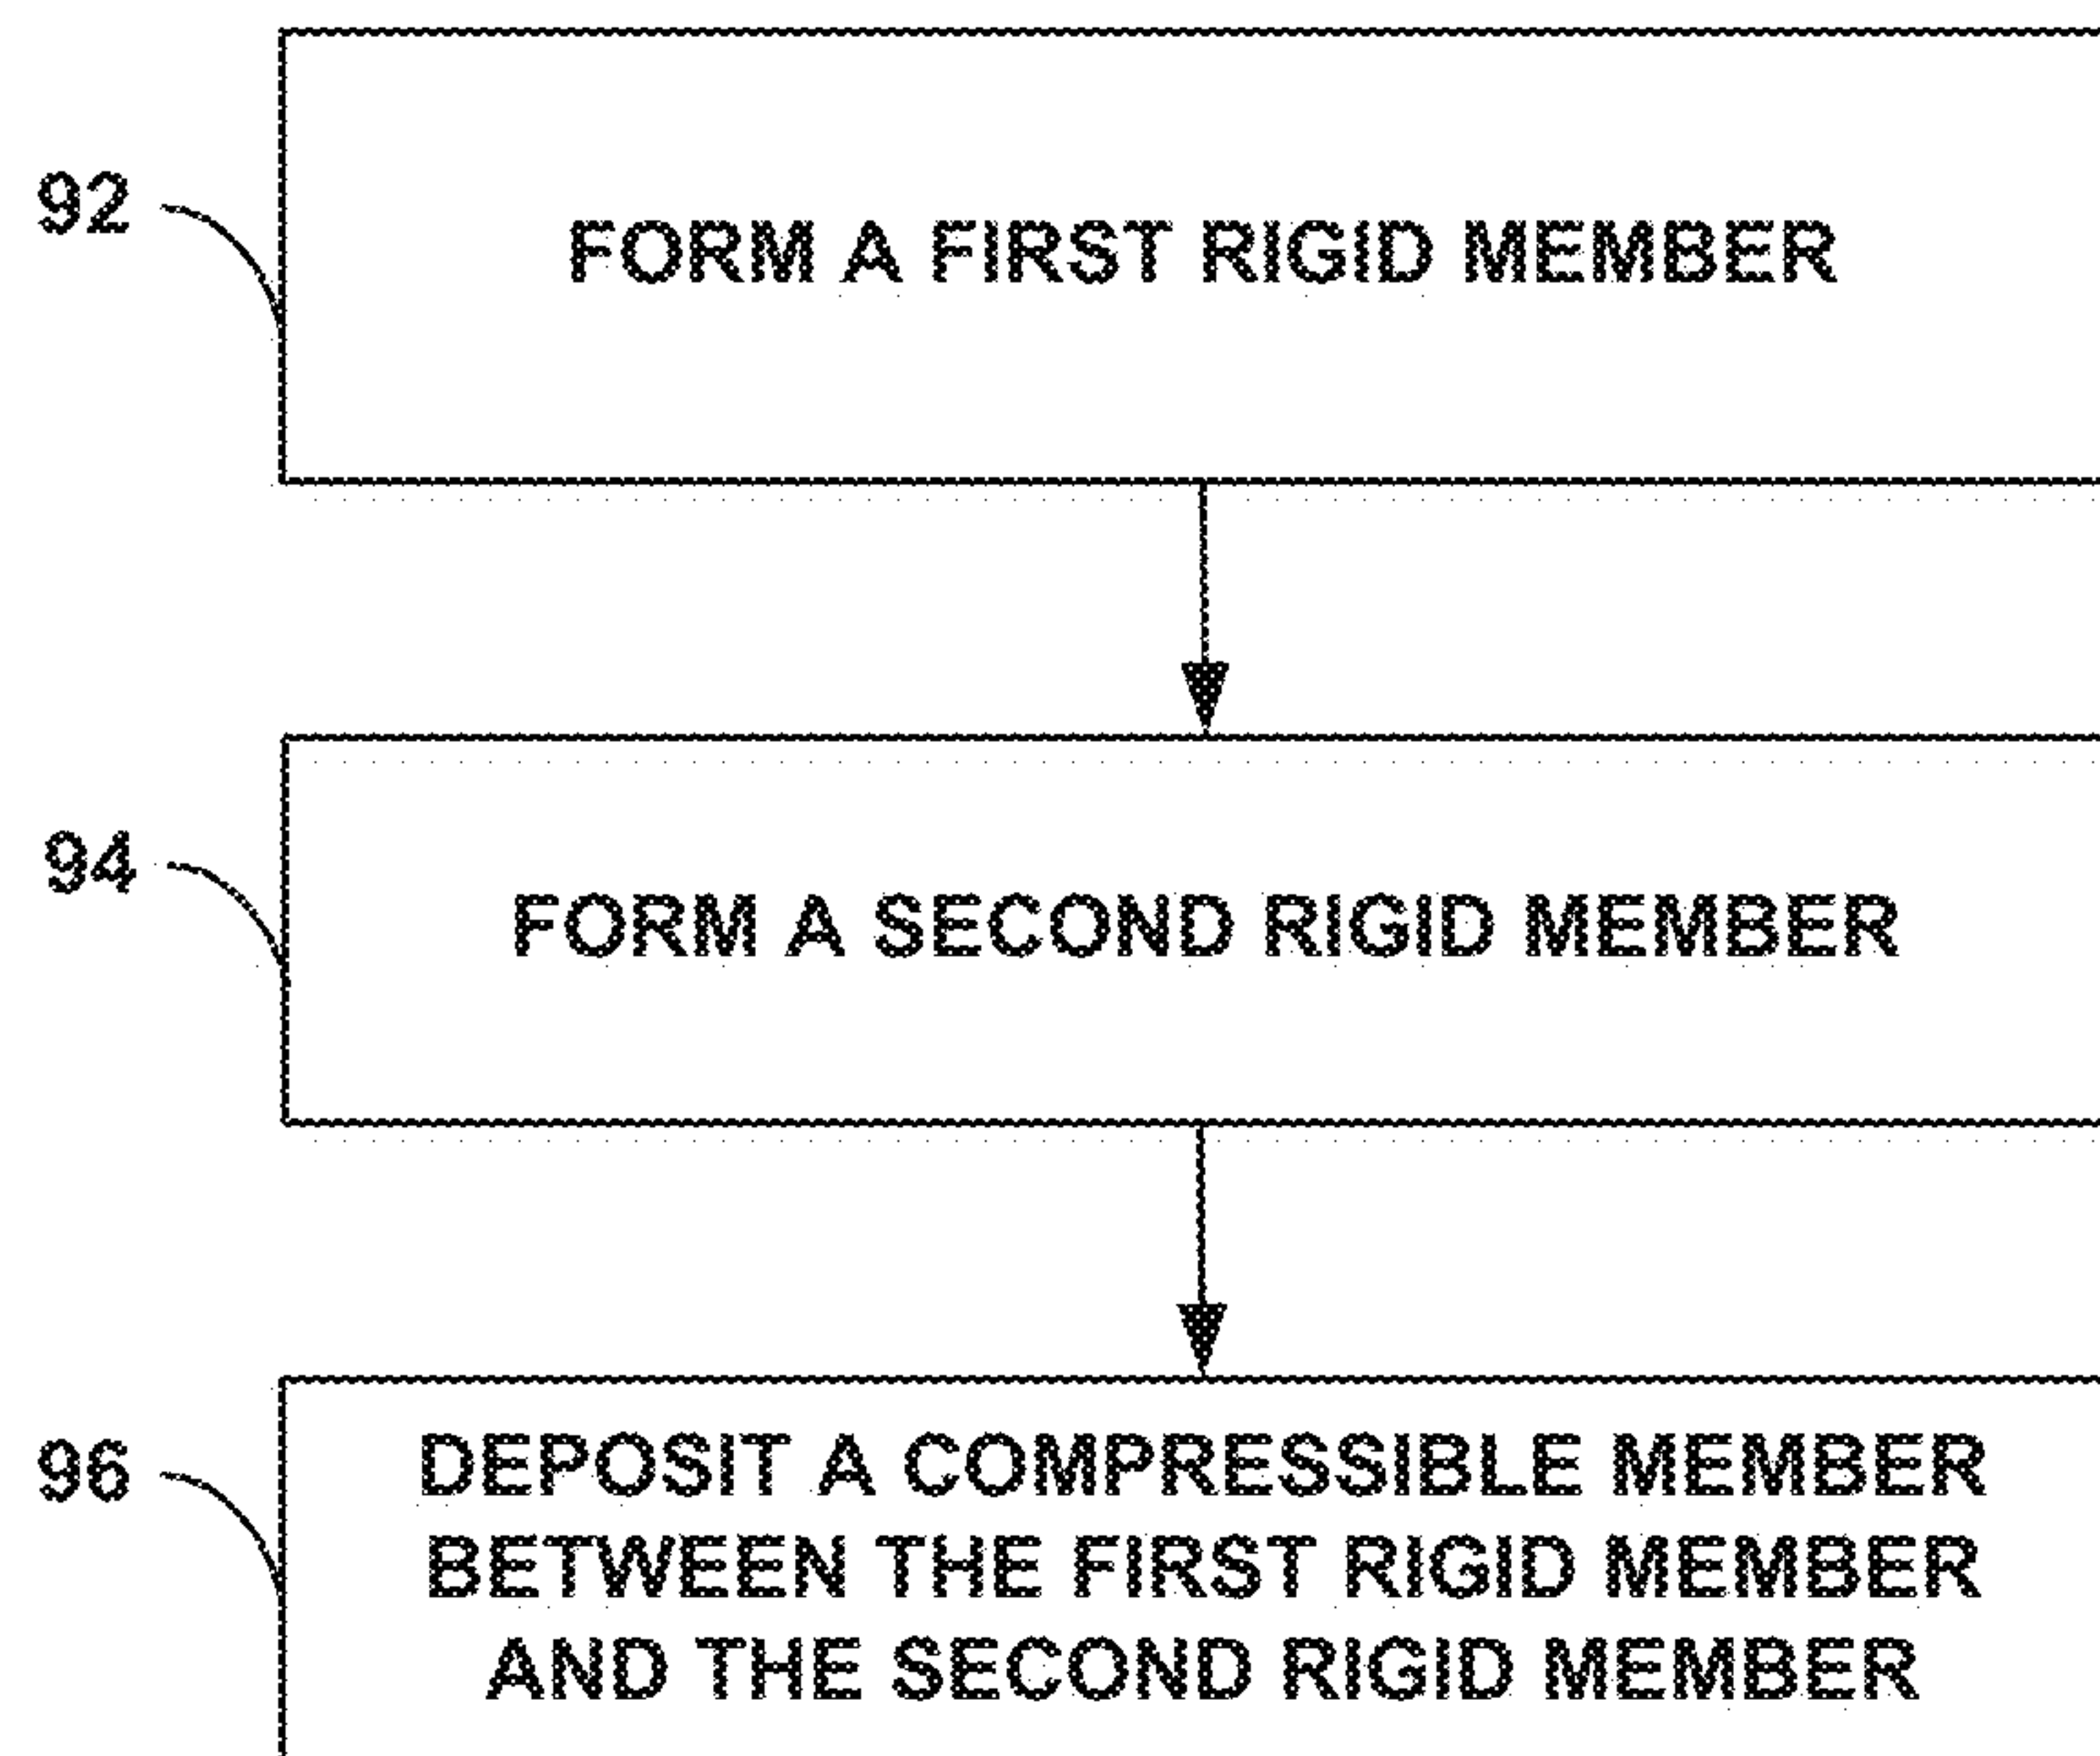 92
FORM A FIRST RIGID MEMBER
94
FORM A SECOND RIGID MEMBER
96
DEPOSIT A COMPRESSIBLE MEMBER
BETWEEN THE FIRST RIGID MEMBER
AND THE SECOND RIGID MEMBER